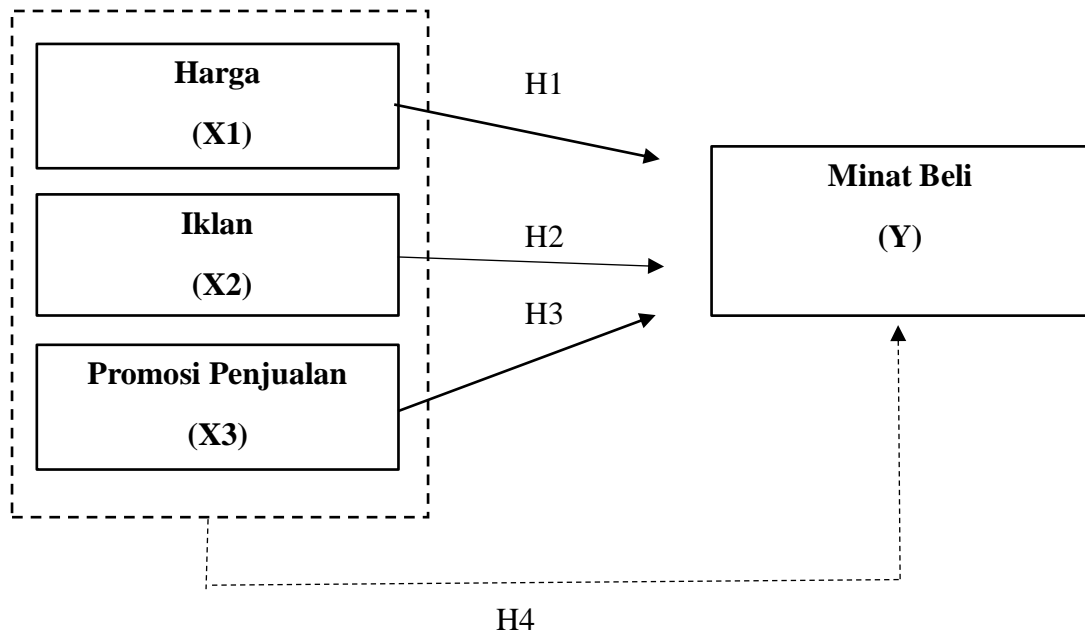 Harga
(X1)
H1
Minat Beli
(Y)
Iklan
(X2)
H2
H3
Promosi Penjualan
(X3)
H4